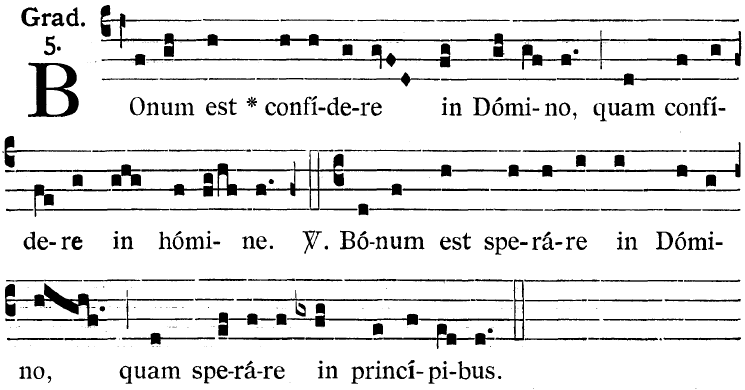 Grad.
5.
BOnum est * confí-de-re in Dómi-no, quam confí-
de-re in hómi-ne. ℣. Bó-num est spe-rá-re in Dómi-
no, quam spe-rá-re in princí-pi-bus.